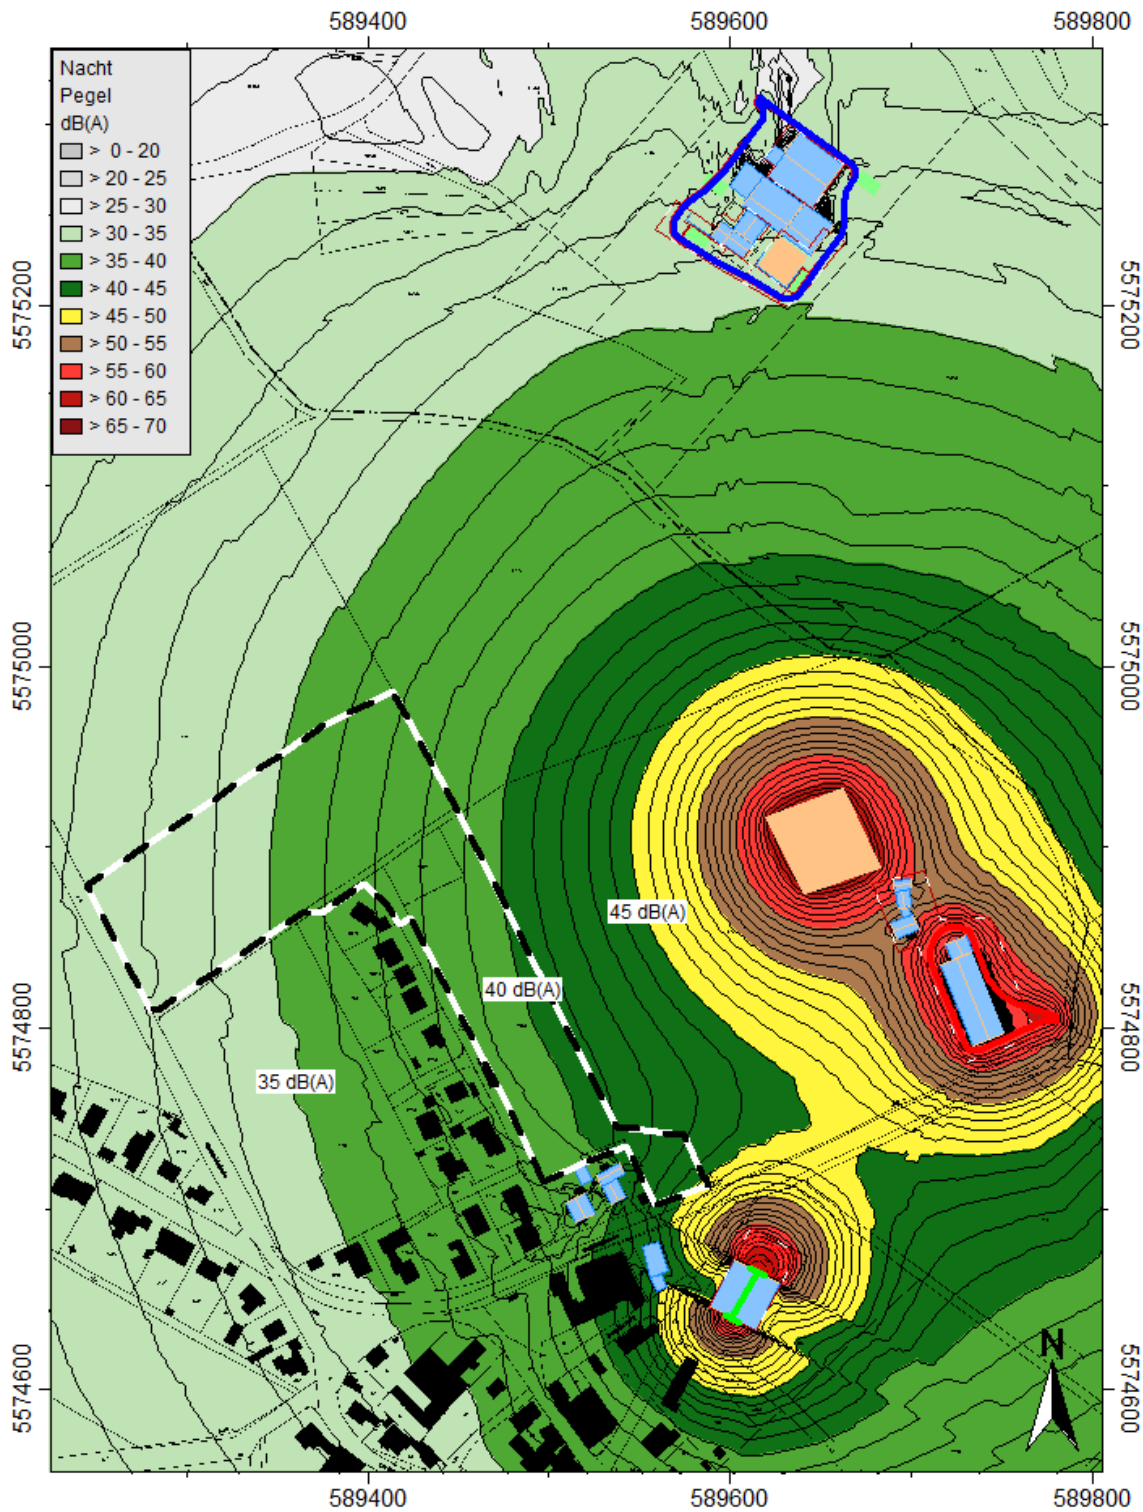 589400 589600 589800
Nacht
Pegel
dB(A)
> 0 - 20
> 20 - 25
> 25 - 30
> 30 - 35
> 35 - 40
> 40 - 45
> 45 - 50
> 50 - 55
> 55 - 60
> 60 - 65
> 65 - 70
5575200 5575200
5575000 5575000
45 dB(A)
40 dB(A)
5574800 5574800
35 dB(A)
N
5574600 5574600
589400 589600 589800